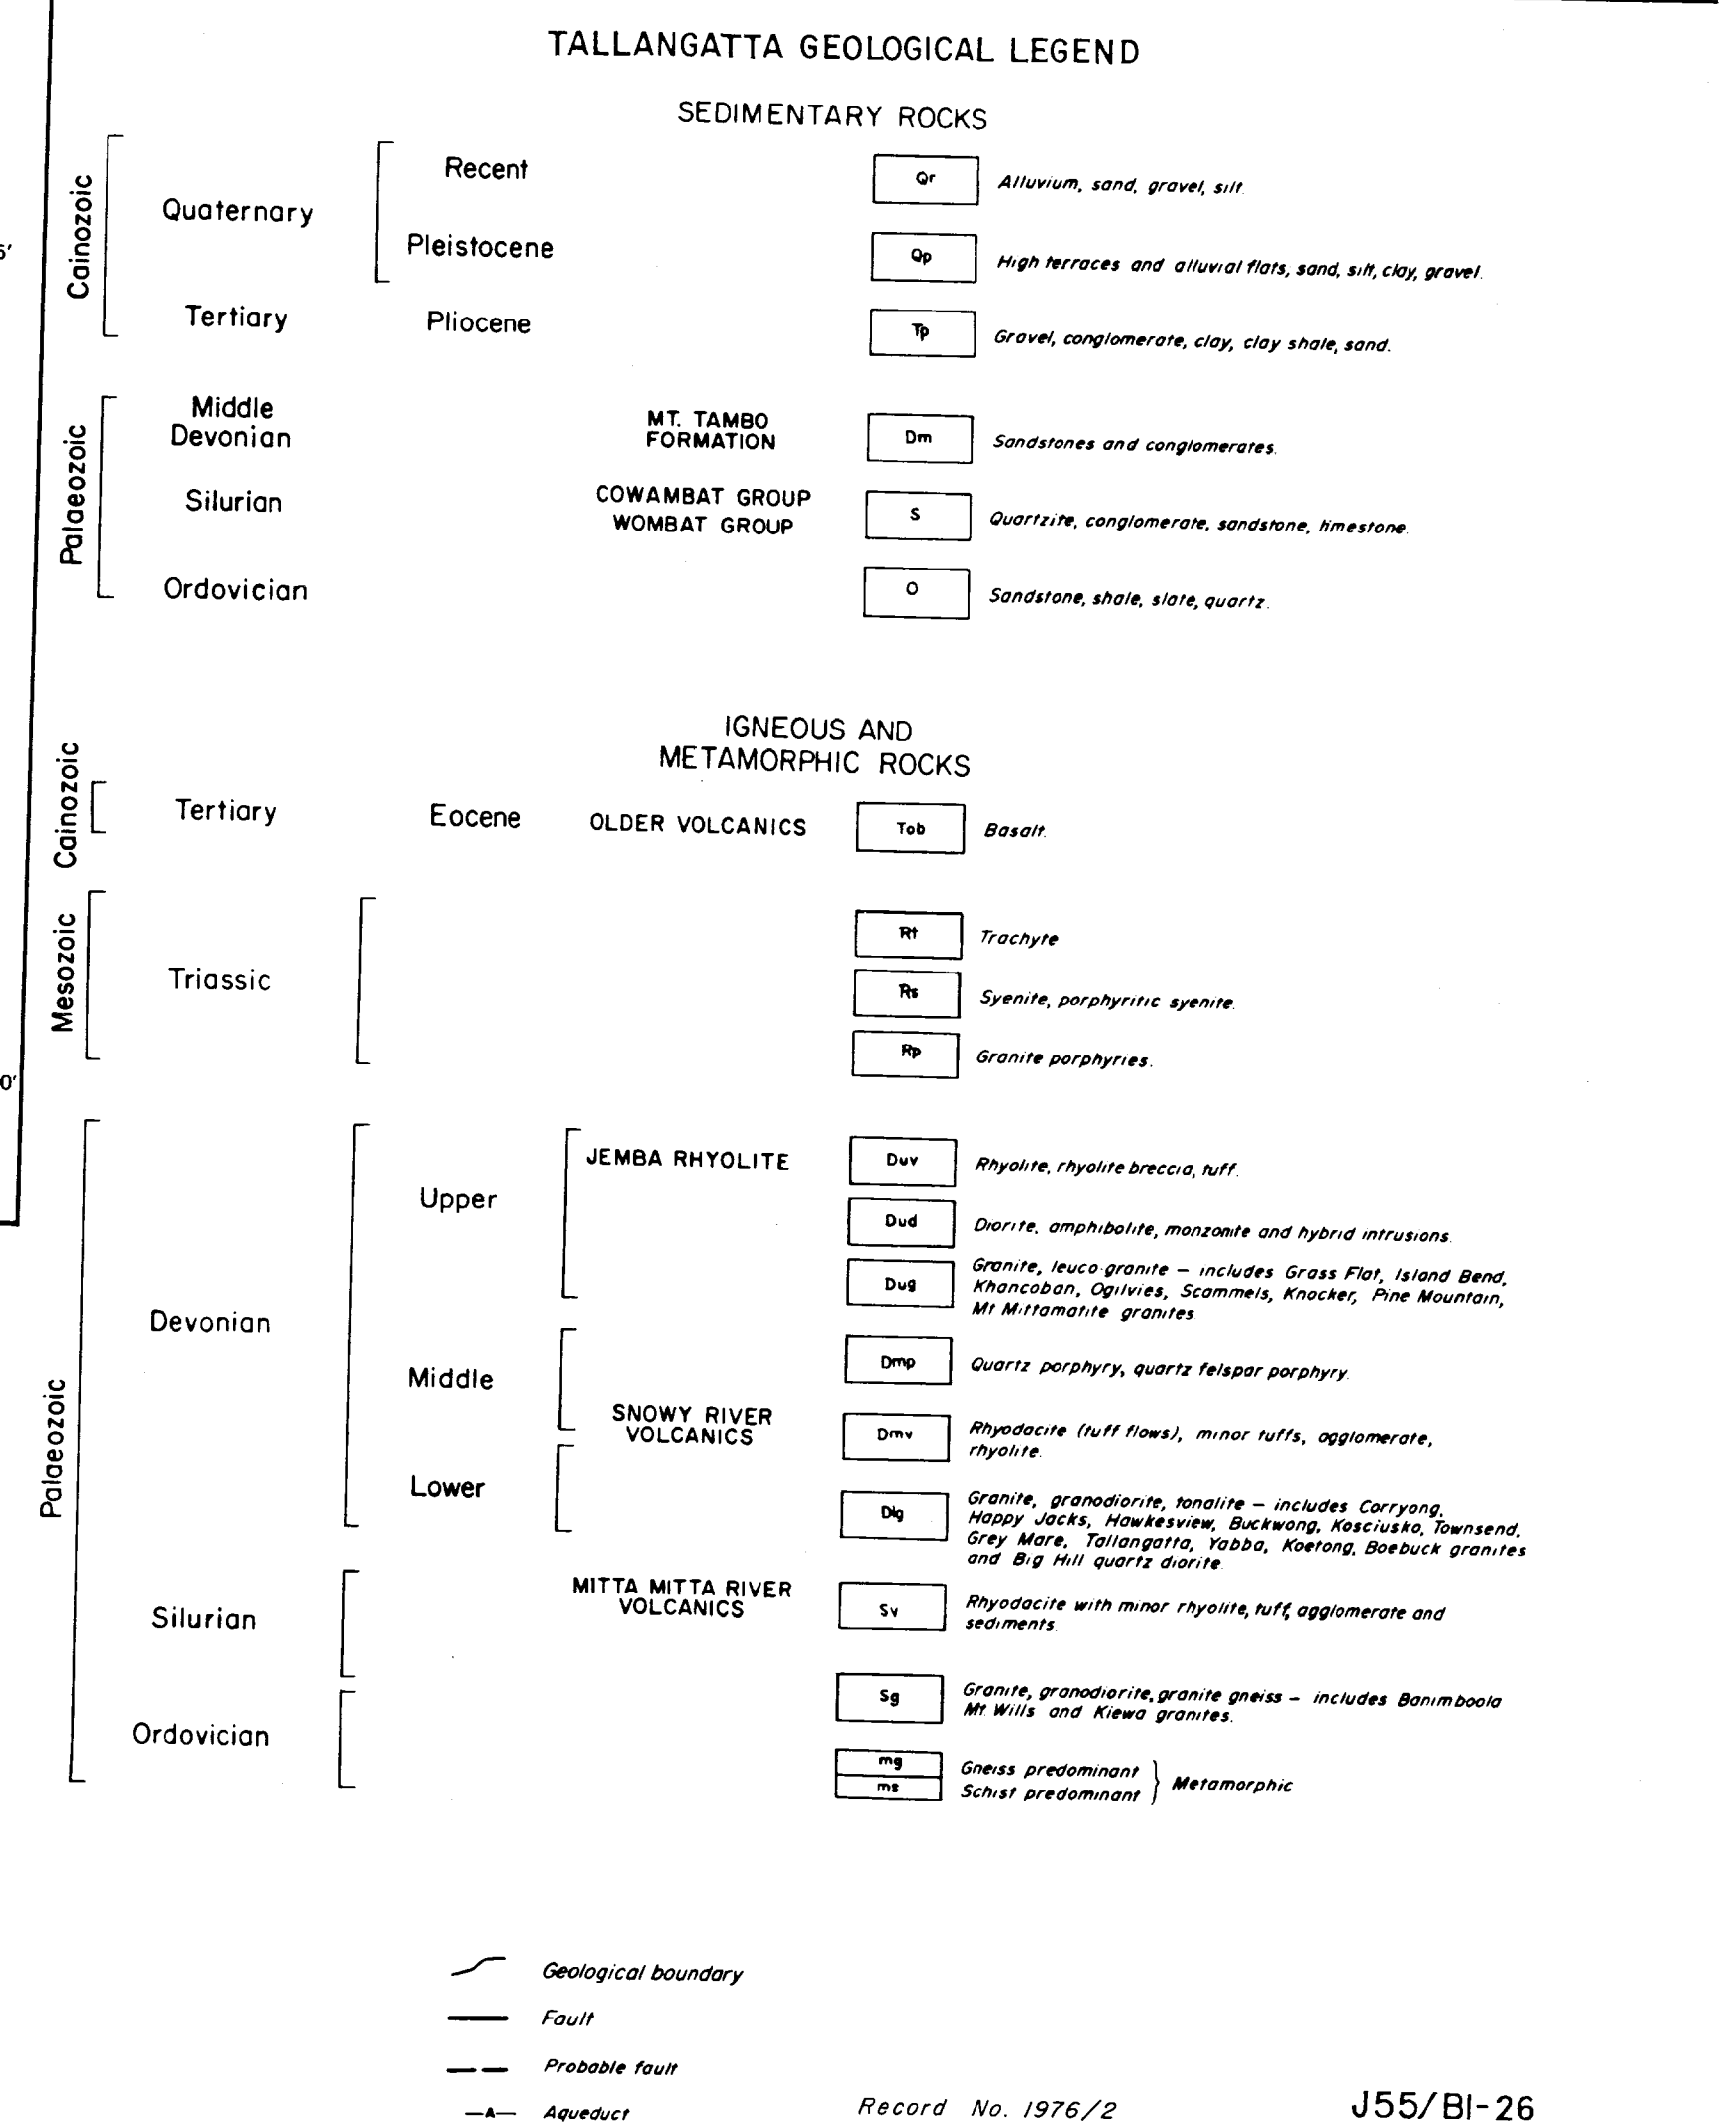 TALLANGATTA GEOLOGICAL LEGEND
SEDIMENTARY ROCKS
Cainozoic
Quaternary
Recent
Qr
Alluvium, sand, gravel, silt.
Pleistocene
Qp
High terraces and alluvial flats, sand, silt, clay, gravel.
Tertiary
Pliocene
Tp
Gravel, conglomerate, clay, clay shale, sand.
Palaeozoic
Middle
Devonian
MT. TAMBO
FORMATION
Dm
Sandstones and conglomerates.
Silurian
COWAMBAT GROUP
WOMBAT GROUP
S
Quartzite, conglomerate, sandstone, limestone.
Ordovician
O
Sandstone, shale, slate, quartz.
IGNEOUS AND
METAMORPHIC ROCKS
Cainozoic
Tertiary
Eocene
OLDER VOLCANICS
Tob
Basalt.
Mesozoic
Triassic
Rt
Trachyte
Rs
Syenite, porphyritic syenite.
Rp
Granite porphyries.
Palaeozoic
Devonian
Upper
JEMBA RHYOLITE
Duv
Rhyolite, rhyolite breccia, tuff.
Dud
Diorite, amphibolite, monzonite and hybrid intrusions.
Dug
Granite, leuco-granite – includes Grass Flat, Island Bend,
Khancoban, Ogilvies, Scammels, Knocker, Pine Mountain,
Mt Mittamatite granites.
Middle
Dmp
Quartz porphyry, quartz felspar porphyry.
SNOWY RIVER
VOLCANICS
Dmv
Rhyodacite (tuff flows), minor tuffs, agglomerate,
rhyolite.
Lower
Dlg
Granite, granodiorite, tonalite – includes Corryong,
Happy Jacks, Hawkesview, Buckwong, Kosciusko, Townsend,
Grey Mare, Tallangatta, Yabba, Koetong, Boebuck granites
and Big Hill quartz diorite.
Silurian
MITTA MITTA RIVER
VOLCANICS
Sv
Rhyodacite with minor rhyolite, tuff, agglomerate and
sediments.
Sg
Granite, granodiorite, granite gneiss – includes Banimboola
Mt. Wills and Kiewa granites.
Ordovician
mg
Gneiss predominant
ms
Schist predominant
Metamorphic
Geological boundary
Fault
Probable fault
—A— Aqueduct
Record No. 1976/2
J55/BI-26
5'
0'